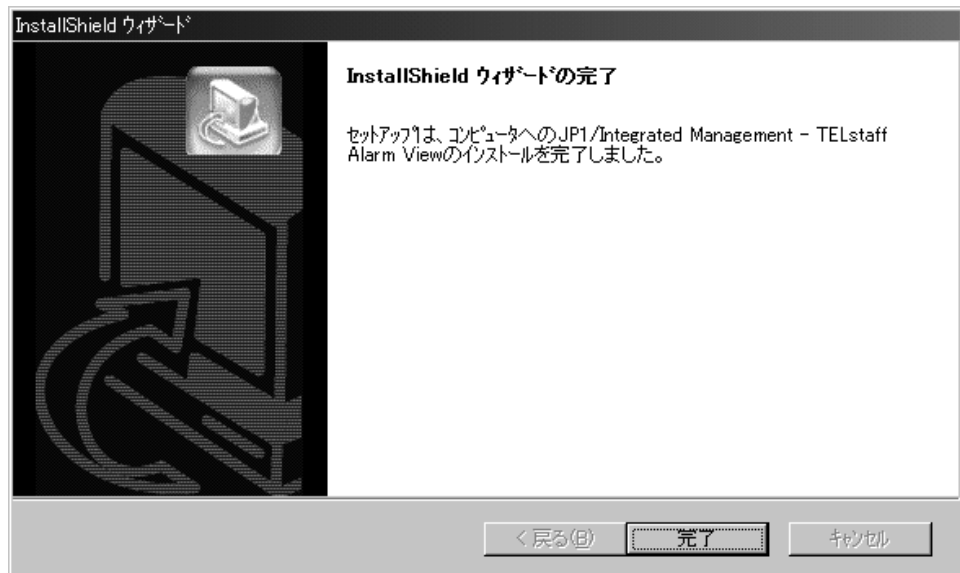 InstallShield ウィザード
InstallShield ウィザードの完了
セットアップは、コンピュータへのJP1/Integrated Management - TELstaff
Alarm Viewのインストールを完了しました。
< 戻る(B)
完了
キャンセル